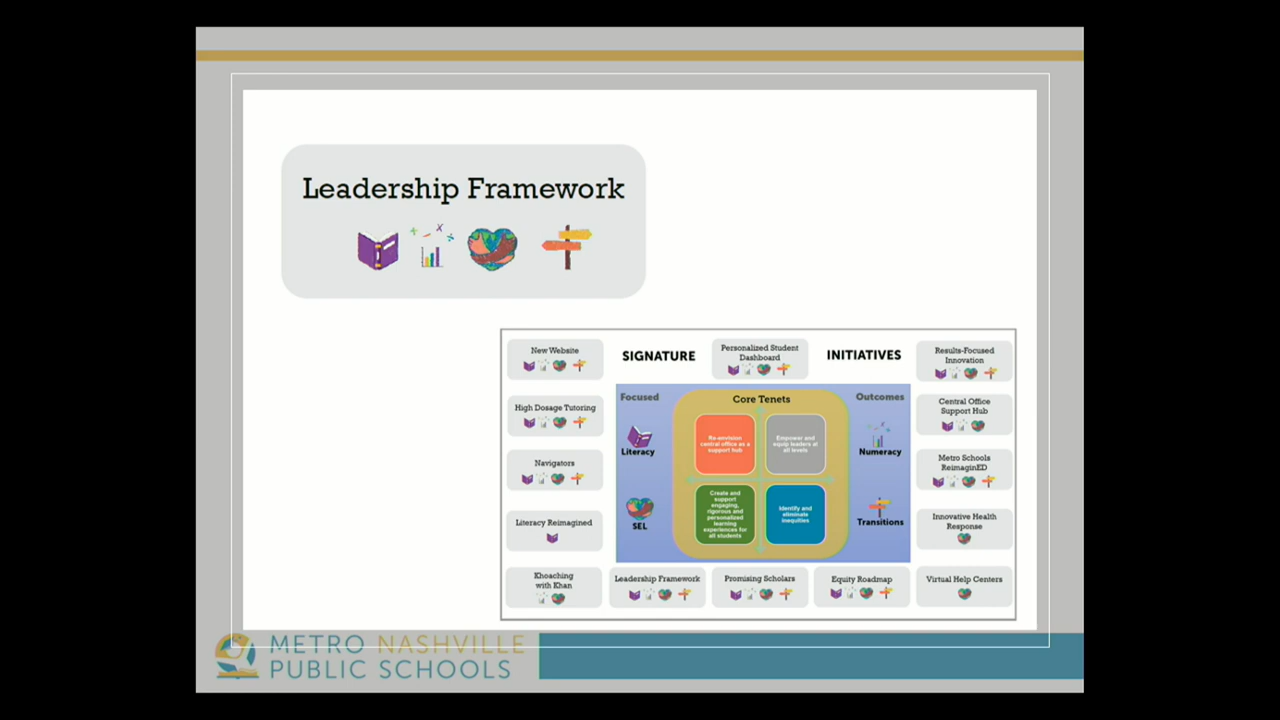 Leadership Framework
New Website
SIGNATURE
Personalized Student
Dashboard
INITIATIVES
Results-Focused
Innovation
Focused
Core Tenets
Outcomes
High Dosage Tutoring
Central Office
Support Hub
Re-envision
central office as a
support hub
Empower and
equip leaders at
all levels
Literacy
Numeracy
Navigators
Metro Schools
ReimaginED
Create and
support
engaging,
rigorous and
personalized
learning
experiences for
all students
Identify and
eliminate
inequities
SEL
Transitions
Literacy Reimagined
Innovative Health
Response
Khoaching
with Khan
Leadership Framework
Promising Scholars
Equity Roadmap
Virtual Help Centers
METRO NASHVILLE
PUBLIC SCHOOLS